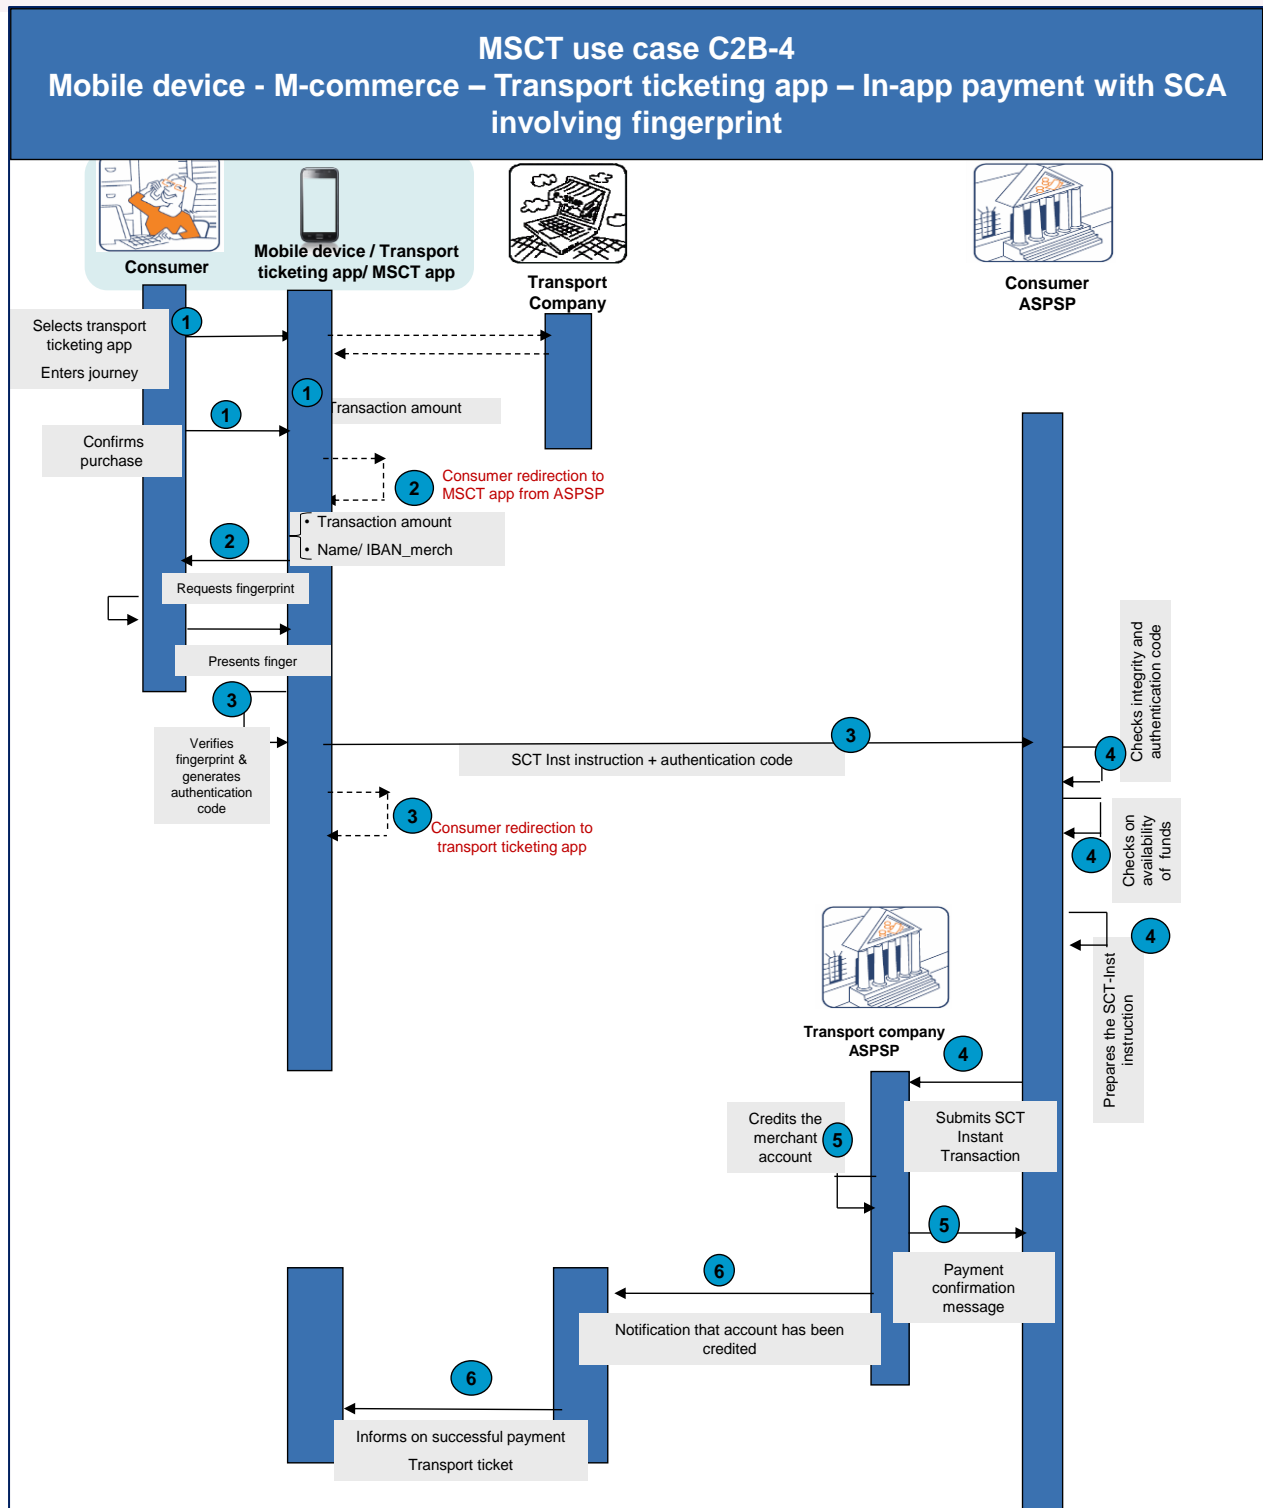 MSCT use case C2B-4
Mobile device - M-commerce – Transport ticketing app – In-app payment with SCA
involving fingerprint
Consumer
Mobile device / Transport
ticketing app/ MSCT app
Transport
Company
Consumer
ASPSP
1
Selects transport
ticketing app
Enters journey
1
Transaction amount
1
Confirms
purchase
2
Consumer redirection to
MSCT app from ASPSP
• Transaction amount
• Name/ IBAN_merch
2
Requests fingerprint
Presents finger
3
Verifies
fingerprint &
generates
authentication
code
3
SCT Inst instruction + authentication code
4
Checks integrity and
authentication code
3
Consumer redirection to
transport ticketing app
4
Checks on
availability
of funds
4
Prepares the SCT-Inst
instruction
Transport company
ASPSP
4
Submits SCT
Instant
Transaction
Credits the
merchant
account
5
5
Payment
confirmation
message
6
Notification that account has been
credited
6
Informs on successful payment
Transport ticket